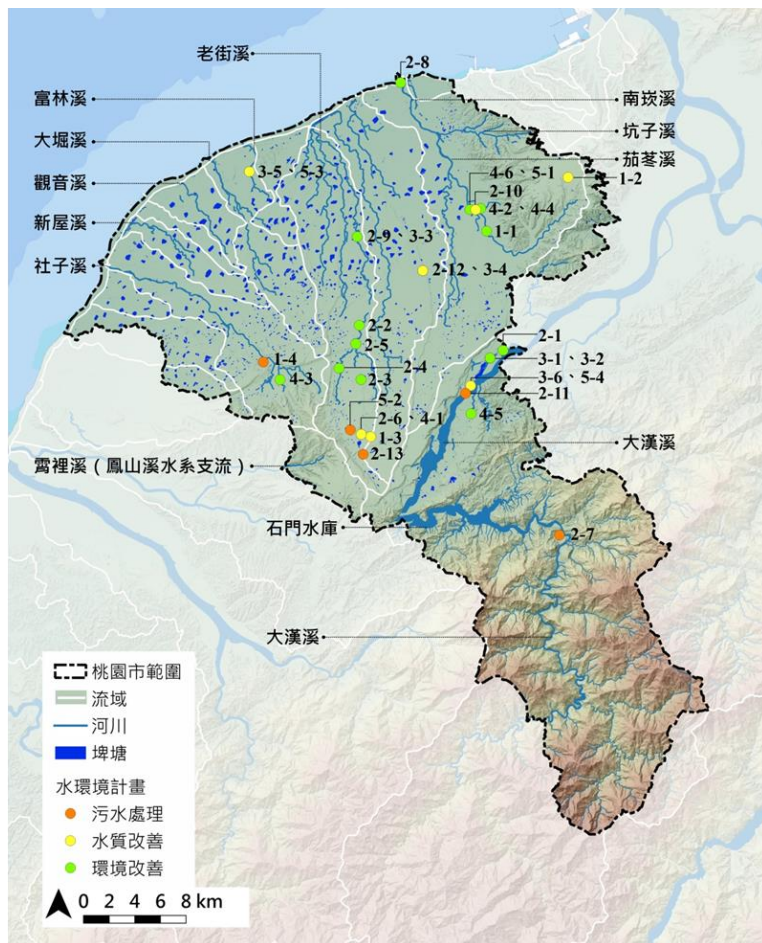 老街溪
2-8
富林溪
南崁溪
大堀溪
坑子溪
茄苳溪
3-5、5-3
4-6、5-1
1-2
觀音溪
2-10
4-2、4-4
新屋溪
1-1
2-9、3-3
社子溪
2-12、3-4
2-2
2-1
2-5
3-1、3-2
1-4
2-4
4-3
2-3
3-6、5-4
2-11
5-2
2-6、4-1
4-5
1-3
大漢溪
2-13
霄裡溪(鳳山溪水系支流)
石門水庫
2-7
大漢溪
桃園市範圍
流域
河川
埤塘
水環境計畫
污水處理
水質改善
環境改善
0 2 4 6 8 km